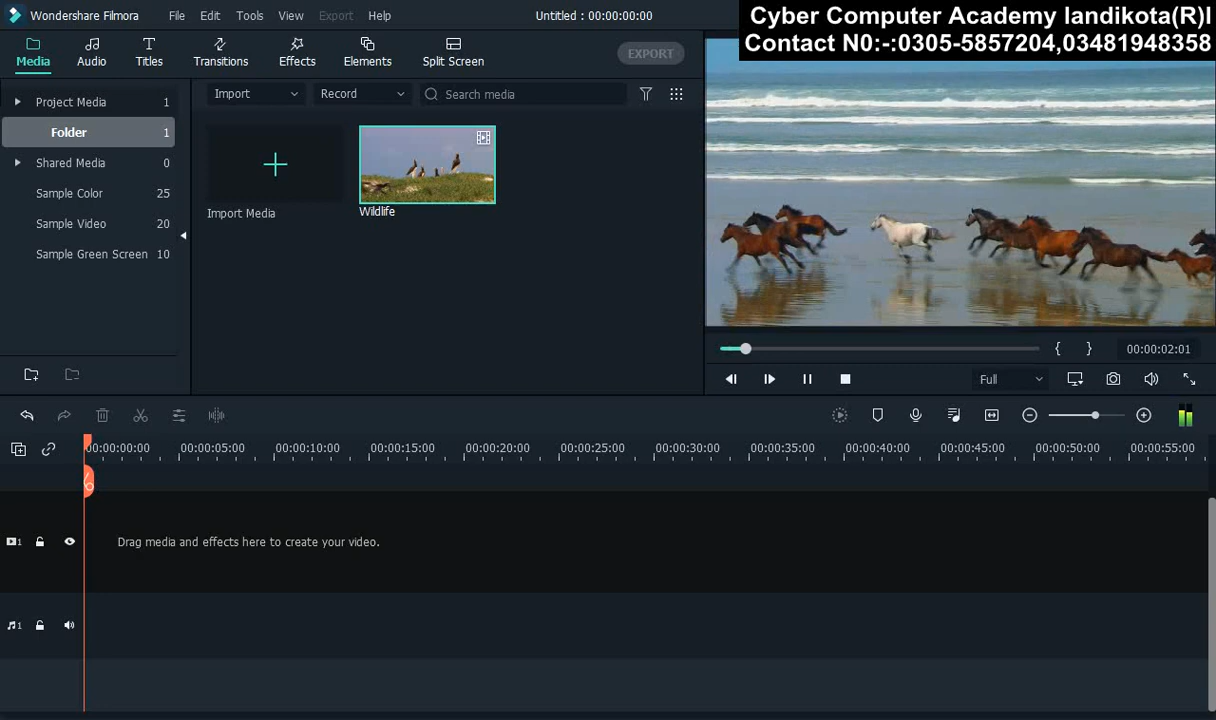 Wondershare Filmora File Edit Tools View Export Help Untitled : 00:00:00:00
Cyber Computer Academy landikota(R)I
Contact N0:-:0305-5857204,03481948358
Media Audio Titles Transitions Effects Elements Split Screen EXPORT
Project Media 1
Folder 1
Shared Media 0
Sample Color 25
Sample Video 20
Sample Green Screen 10
Import Record Search media
Import Media
Wildlife
00:00:02:01
Full
00:00:00:00 00:00:05:00 00:00:10:00 00:00:15:00 00:00:20:00 00:00:25:00 00:00:30:00 00:00:35:00 00:00:40:00 00:00:45:00 00:00:50:00 00:00:55:00
1 Drag media and effects here to create your video.
1